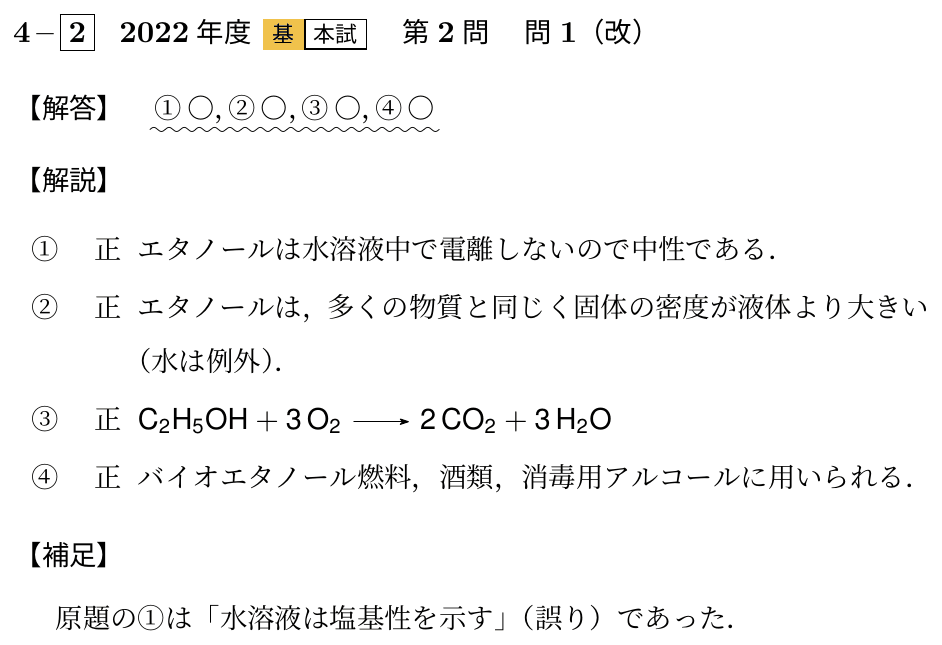 4－2 2022年度 基 本試 第2問 問1（改）
【解答】 ①○,②○,③○,④○
【解説】
① 正 エタノールは水溶液中で電離しないので中性である．
② 正 エタノールは，多くの物質と同じく固体の密度が液体より大きい
（水は例外）．
③ 正 C₂H₅OH + 3O₂ ⟶ 2CO₂ + 3H₂O
④ 正 バイオエタノール燃料，酒類，消毒用アルコールに用いられる．
【補足】
原題の①は「水溶液は塩基性を示す」（誤り）であった．